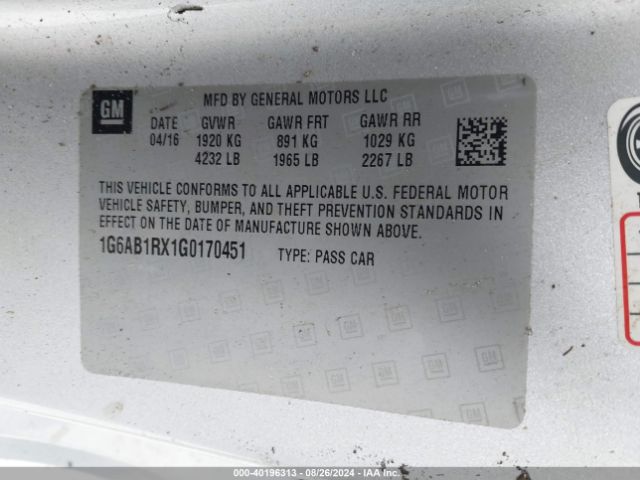 GM
MFD BY GENERAL MOTORS LLC
DATE GVWR GAWR FRT GAWR RR
04/16 1920 KG 891 KG 1029 KG
4232 LB 1965 LB 2267 LB
THIS VEHICLE CONFORMS TO ALL APPLICABLE U.S. FEDERAL MOTOR
VEHICLE SAFETY, BUMPER, AND THEFT PREVENTION STANDARDS IN
EFFECT ON THE DATE OF MANUFACTURE SHOWN ABOVE.
1G6AB1RX1G0170451 TYPE: PASS CAR
000-40196313 - 08/26/2024 - IAA Inc.